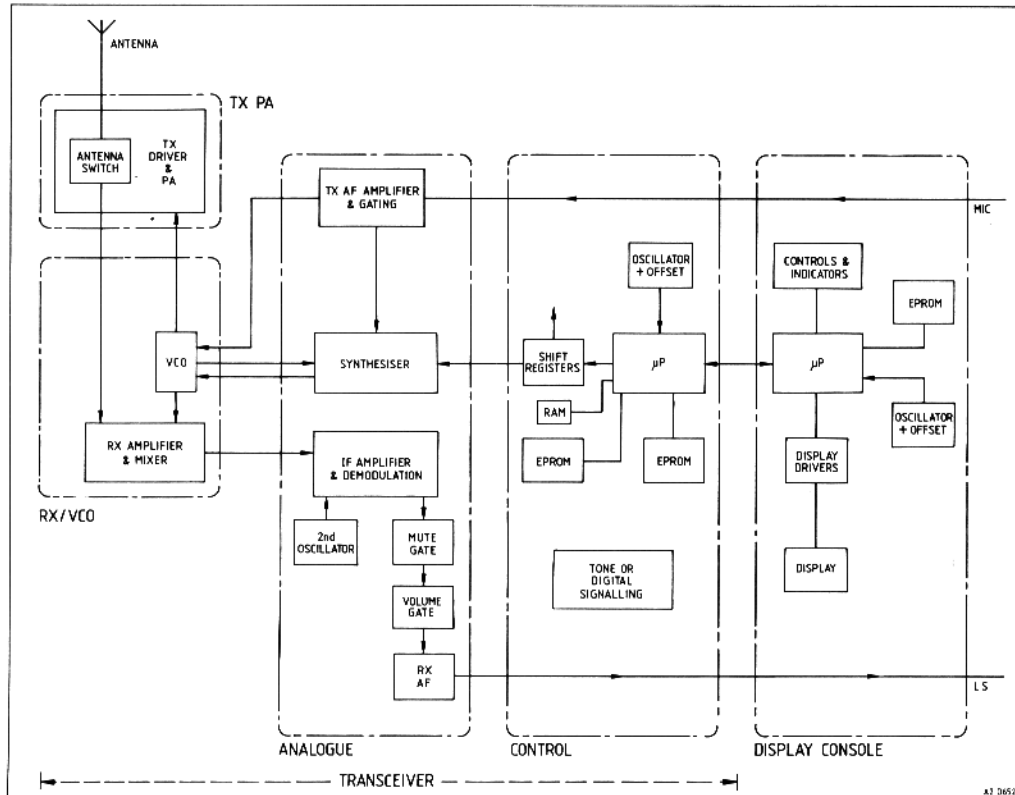 ANTENNA
TX PA
ANTENNA
SWITCH
TX
DRIVER
&
PA
TX AF AMPLIFIER
& GATING
MIC
OSCILLATOR
+ OFFSET
CONTROLS &
INDICATORS
EPROM
VCO
SYNTHESISER
SHIFT
REGISTERS
µP
µP
RAM
OSCILLATOR
+ OFFSET
RX AMPLIFIER
& MIXER
IF AMPLIFIER
& DEMODULATION
EPROM
EPROM
DISPLAY
DRIVERS
RX/VCO
2nd
OSCILLATOR
MUTE
GATE
TONE OR
DIGITAL
SIGNALLING
DISPLAY
VOLUME
GATE
RX
AF
LS
ANALOGUE
CONTROL
DISPLAY CONSOLE
TRANSCEIVER